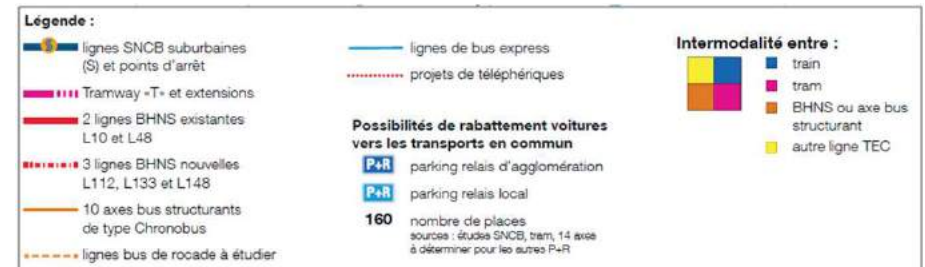 Légende :
S
lignes SNCB suburbaines
(S) et points d'arrêt
Tramway «T» et extensions
2 lignes BHNS existantes
L10 et L48
3 lignes BHNS nouvelles
L112, L133 et L148
10 axes bus structurants
de type Chronobus
lignes bus de rocade à étudier
lignes de bus express
projets de téléphériques
Possibilités de rabattement voitures
vers les transports en commun
P+R parking relais d'agglomération
P+R parking relais local
160 nombre de places
sources : études SNCB, tram, 14 axes
à déterminer pour les autres P+R
Intermodalité entre :
train
tram
BHNS ou axe bus
structurant
autre ligne TEC